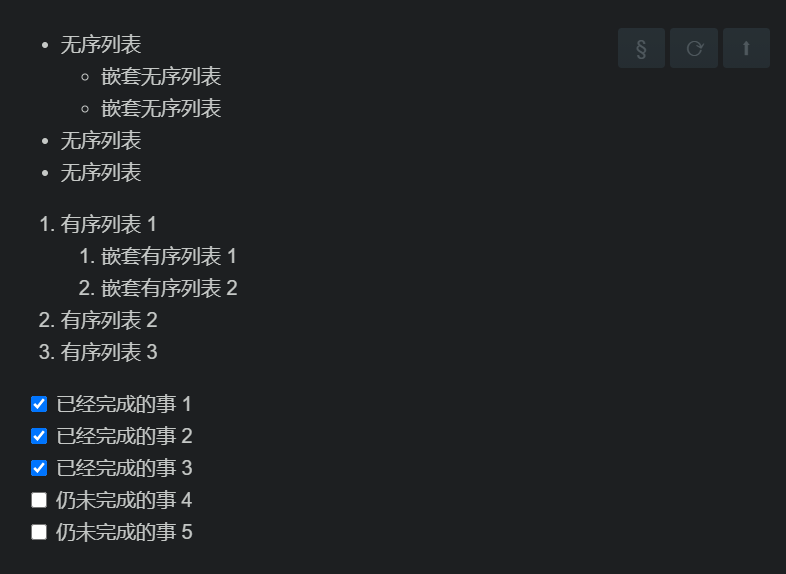 • 无序列表
◦ 嵌套无序列表
◦ 嵌套无序列表
• 无序列表
• 无序列表
1. 有序列表 1
1. 嵌套有序列表 1
2. 嵌套有序列表 2
2. 有序列表 2
3. 有序列表 3
已经完成的事 1
已经完成的事 2
已经完成的事 3
仍未完成的事 4
仍未完成的事 5
§